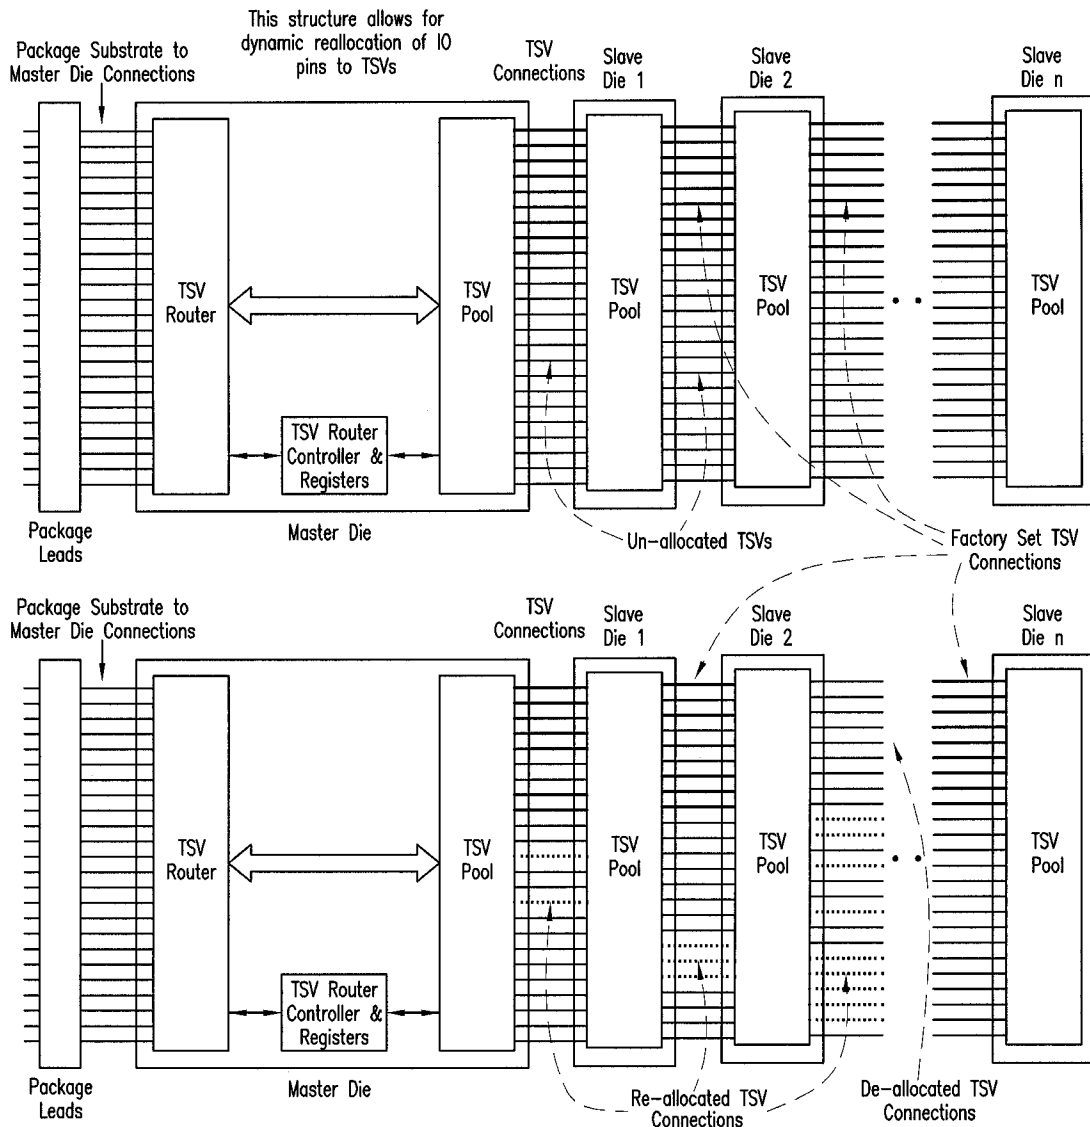 This structure allows for
dynamic reallocation of IO
pins to TSVs
Package Substrate to
Master Die Connections
TSV
Connections
Slave
Die 1
Slave
Die 2
Slave
Die n
TSV
Router
TSV
Pool
TSV
Pool
TSV
Pool
TSV
Pool
TSV Router
Controller &
Registers
Package
Leads
Master Die
Un-allocated TSVs
Factory Set TSV
Connections
Package Substrate to
Master Die Connections
TSV
Connections
Slave
Die 1
Slave
Die 2
Slave
Die n
TSV
Router
TSV
Pool
TSV
Pool
TSV
Pool
TSV
Pool
TSV Router
Controller &
Registers
Package
Leads
Master Die
Re-allocated TSV
Connections
De-allocated TSV
Connections